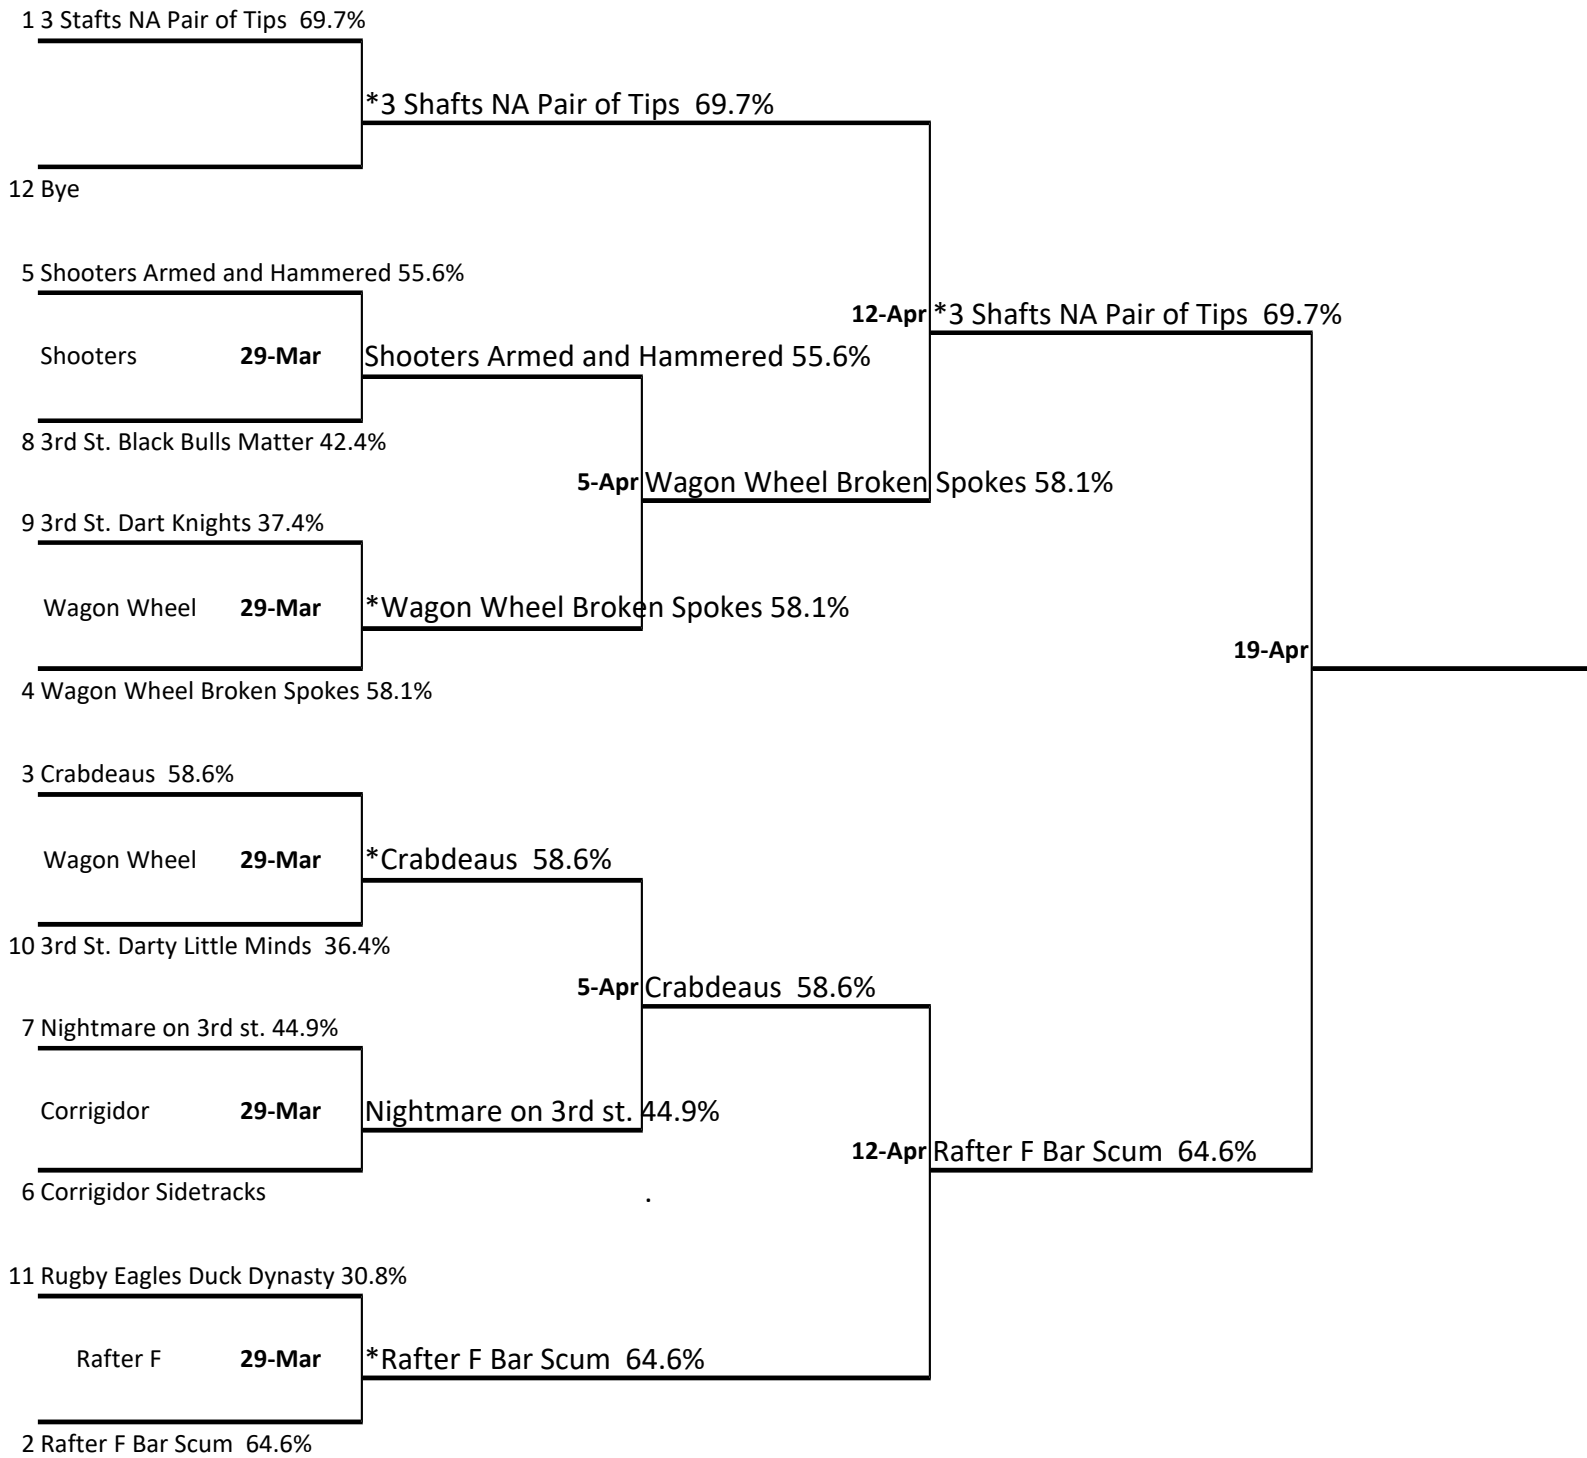 1 3 Stafts NA Pair of Tips 69.7%
*3 Shafts NA Pair of Tips 69.7%
12 Bye
5 Shooters Armed and Hammered 55.6%
12-Apr *3 Shafts NA Pair of Tips 69.7%
Shooters 29-Mar Shooters Armed and Hammered 55.6%
8 3rd St. Black Bulls Matter 42.4%
5-Apr Wagon Wheel Broken Spokes 58.1%
9 3rd St. Dart Knights 37.4%
Wagon Wheel 29-Mar *Wagon Wheel Broken Spokes 58.1%
19-Apr
4 Wagon Wheel Broken Spokes 58.1%
3 Crabdeaus 58.6%
Wagon Wheel 29-Mar *Crabdeaus 58.6%
10 3rd St. Darty Little Minds 36.4%
5-Apr Crabdeaus 58.6%
7 Nightmare on 3rd st. 44.9%
Corrigidor 29-Mar Nightmare on 3rd st. 44.9%
12-Apr Rafter F Bar Scum 64.6%
6 Corrigidor Sidetracks .
11 Rugby Eagles Duck Dynasty 30.8%
Rafter F 29-Mar *Rafter F Bar Scum 64.6%
2 Rafter F Bar Scum 64.6%